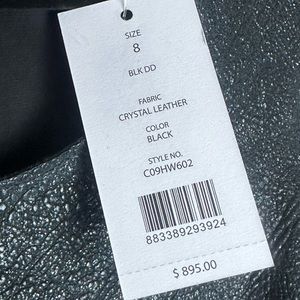 SIZE
8
BLK DD
FABRIC
CRYSTAL LEATHER
COLOR
BLACK
STYLE NO.
C09HW602
883389293924
$ 895.00